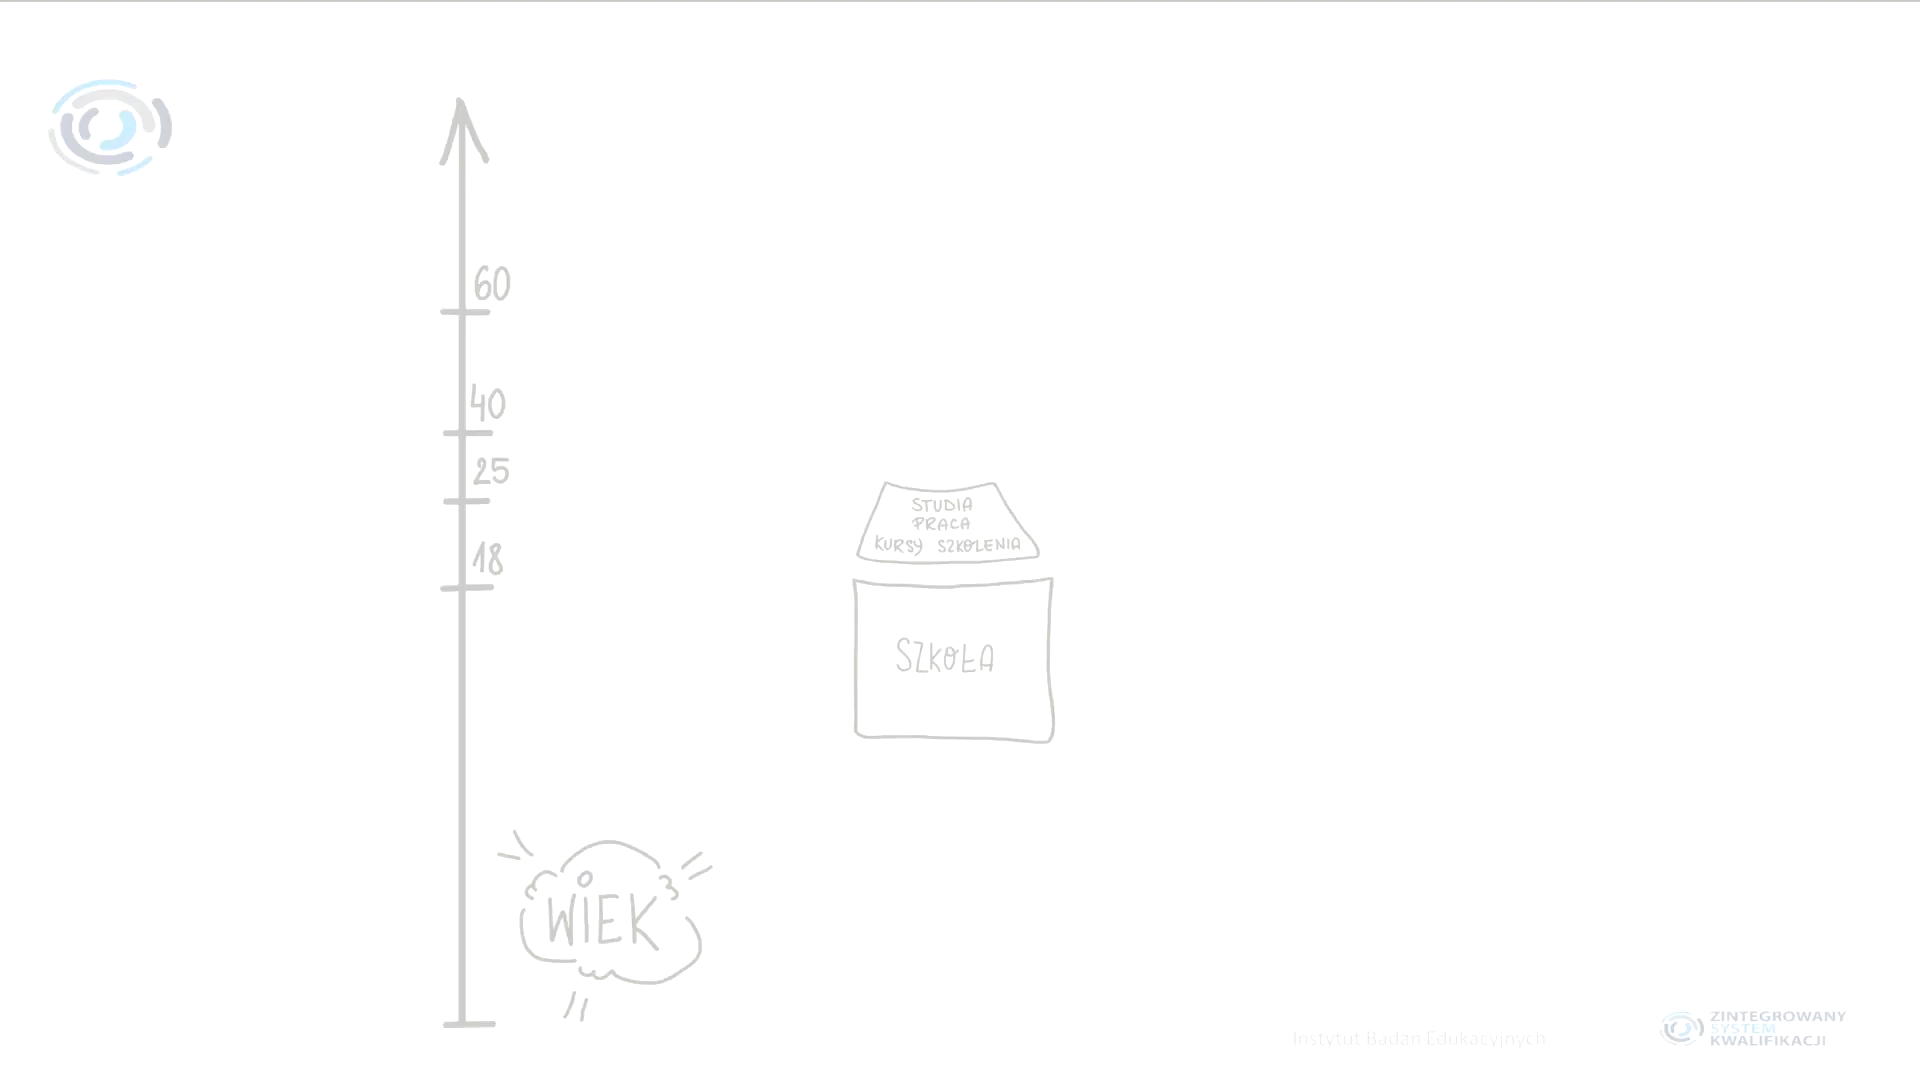 60
40
25
18
STUDIA
PRACA
KURSY SZKOLENIA
SZKOŁA
WIEK
Instytut Badań Edukacyjnych
ZINTEGROWANY
SYSTEM
KWALIFIKACJI